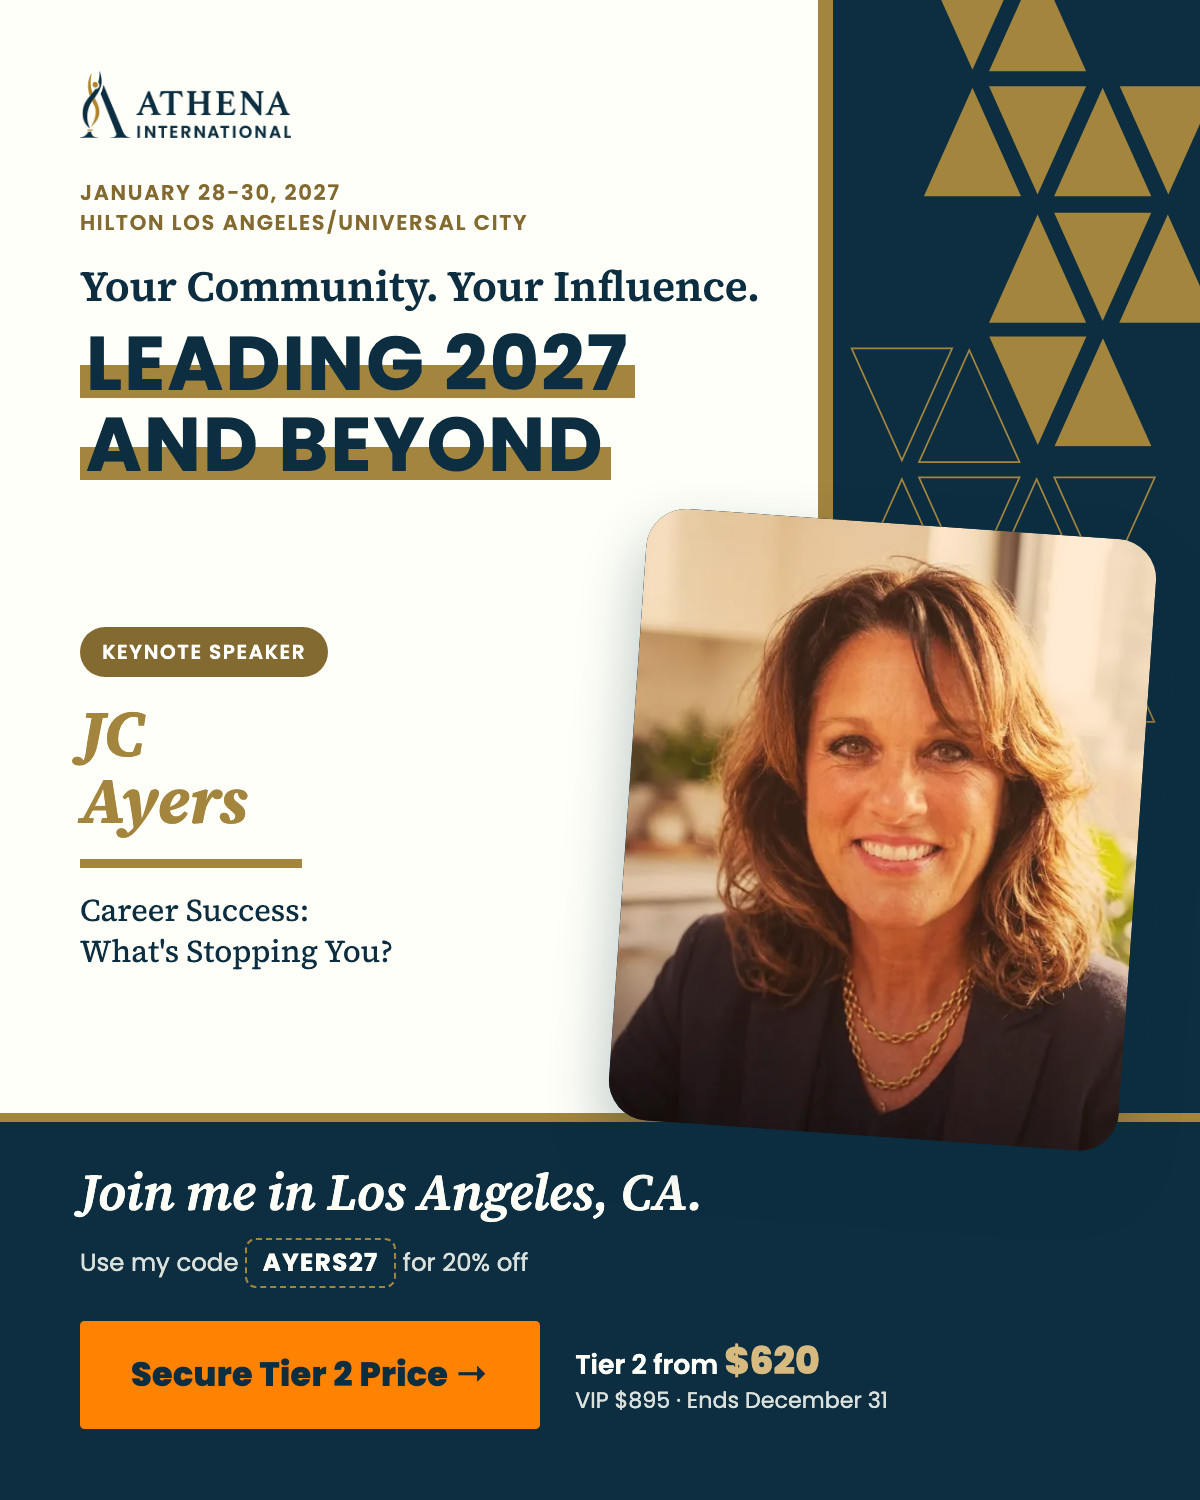 ATHENA
INTERNATIONAL
JANUARY 28-30, 2027
HILTON LOS ANGELES/UNIVERSAL CITY
Your Community. Your Influence.
LEADING 2027
AND BEYOND
KEYNOTE SPEAKER
JC
Ayers
Career Success:
What's Stopping You?
Join me in Los Angeles, CA.
Use my code AYERS27 for 20% off
Secure Tier 2 Price →
Tier 2 from $620
VIP $895 · Ends December 31